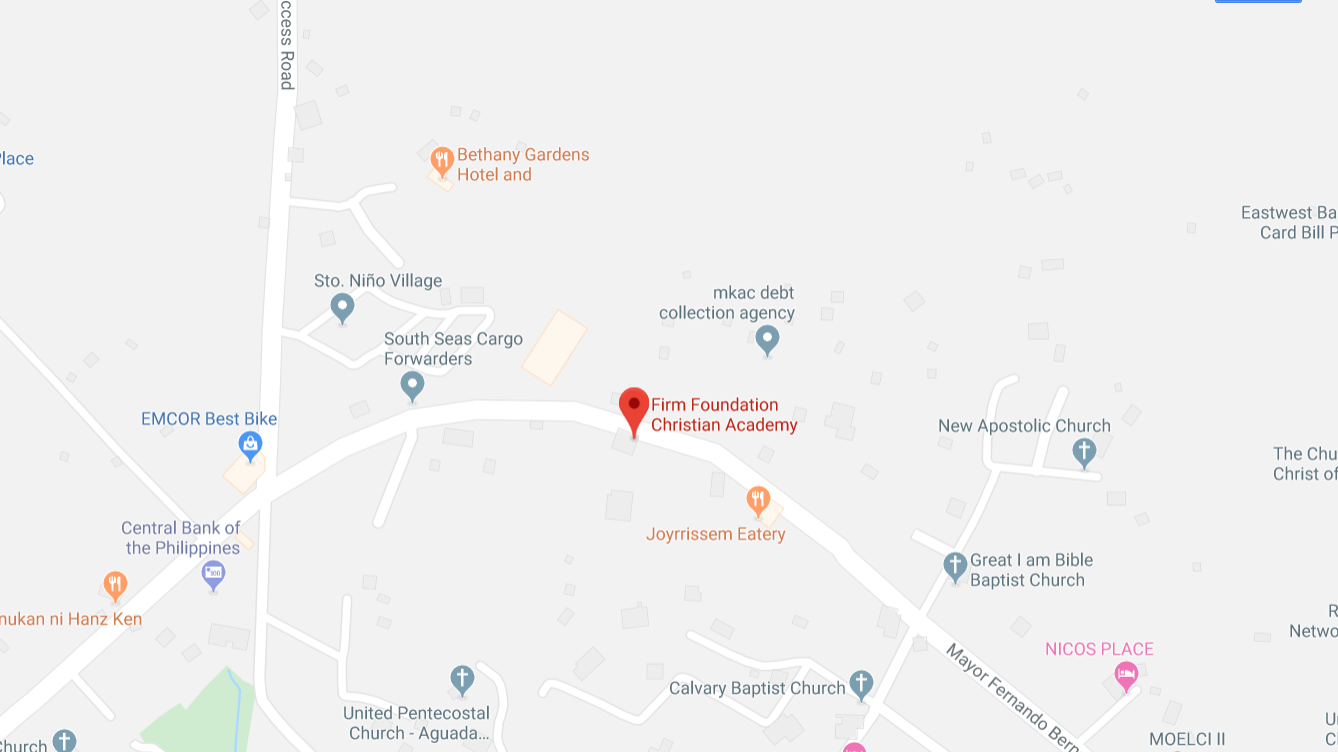 ccess Road
Bethany Gardens
Hotel and
Place
Eastwest Ba
Card Bill P
Sto. Niño Village
mkac debt
collection agency
South Seas Cargo
Forwarders
EMCOR Best Bike
Firm Foundation
Christian Academy
New Apostolic Church
The Chu
Christ of
Central Bank of
the Philippines
Joyrrissem Eatery
Great I am Bible
Baptist Church
nukan ni Hanz Ken
R
Netwo
NICOS PLACE
Mayor Fernando Bern
Calvary Baptist Church
United Pentecostal
Church - Aguada...
Church
MOELCI II
U
C